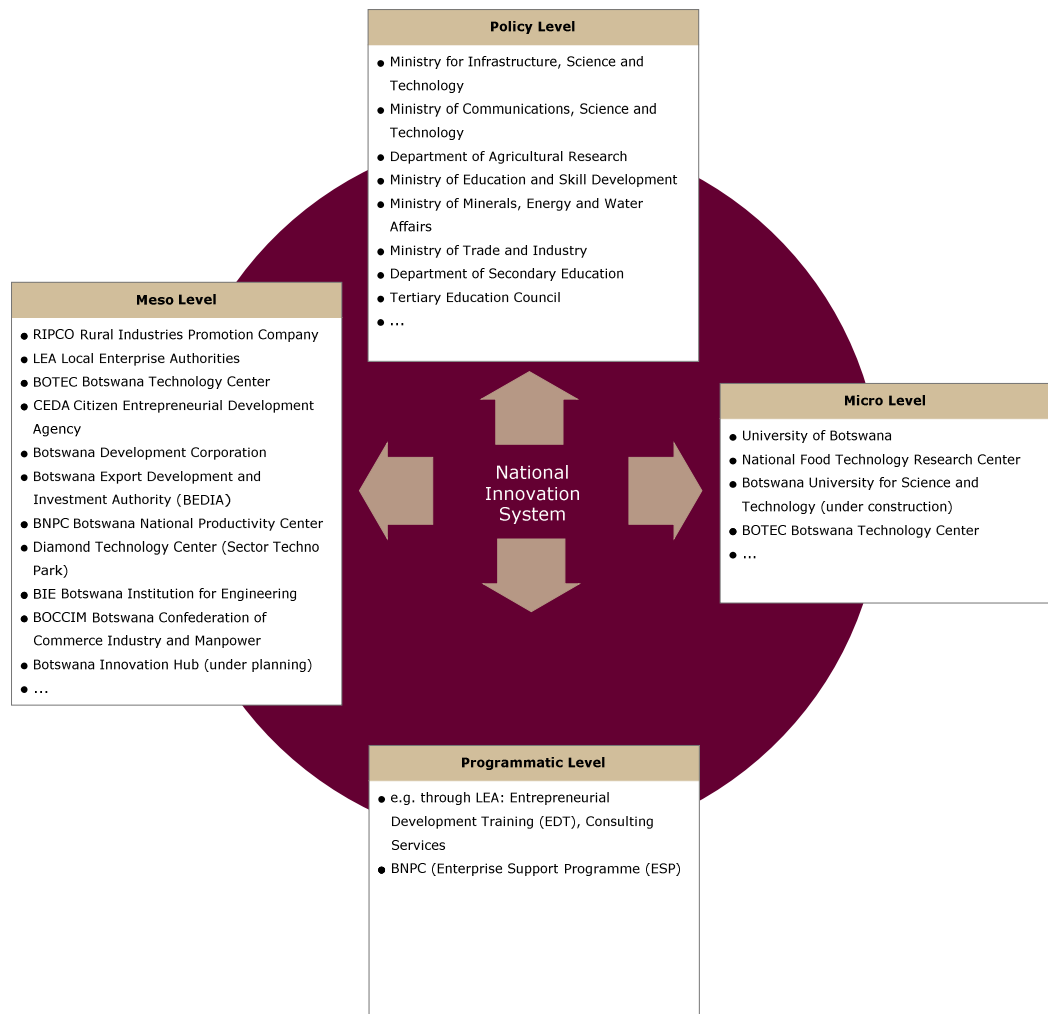 Policy Level
● Ministry for Infrastructure, Science and
Technology
● Ministry of Communications, Science and
Technology
● Department of Agricultural Research
● Ministry of Education and Skill Development
● Ministry of Minerals, Energy and Water
Affairs
● Ministry of Trade and Industry
● Department of Secondary Education
● Tertiary Education Council
● ...
Meso Level
● RIPCO Rural Industries Promotion Company
● LEA Local Enterprise Authorities
● BOTEC Botswana Technology Center
● CEDA Citizen Entrepreneurial Development
Agency
● Botswana Development Corporation
● Botswana Export Development and
Investment Authority (BEDIA)
● BNPC Botswana National Productivity Center
● Diamond Technology Center (Sector Techno
Park)
● BIE Botswana Institution for Engineering
● BOCCIM Botswana Confederation of
Commerce Industry and Manpower
● Botswana Innovation Hub (under planning)
● ...
National
Innovation
System
Micro Level
● University of Botswana
● National Food Technology Research Center
● Botswana University for Science and
Technology (under construction)
● BOTEC Botswana Technology Center
● ...
Programmatic Level
● e.g. through LEA: Entrepreneurial
Development Training (EDT), Consulting
Services
● BNPC (Enterprise Support Programme (ESP)